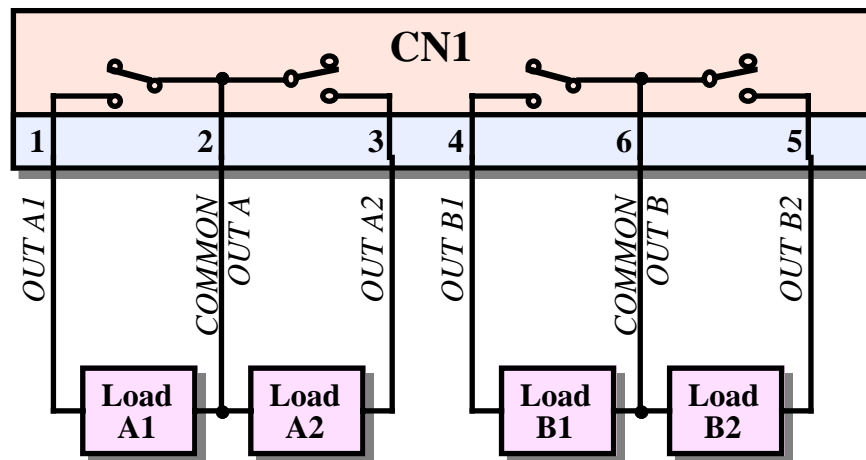 CN1
1 2 3 4 6 5
OUT A1
COMMON
OUT A
OUT A2
OUT B1
COMMON
OUT B
OUT B2
Load
A1
Load
A2
Load
B1
Load
B2